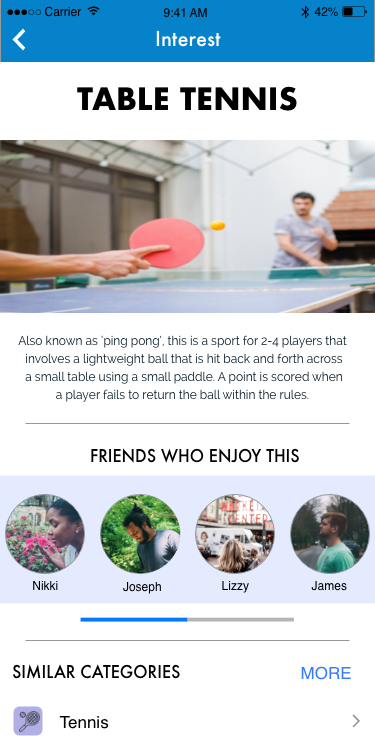 Carrier 9:41 AM 42%
Interest
TABLE TENNIS
Also known as 'ping pong', this is a sport for 2-4 players that
involves a lightweight ball that is hit back and forth across
a small table using a small paddle. A point is scored when
a player fails to return the ball within the rules.
FRIENDS WHO ENJOY THIS
MARKET
CENTER
Nikki Joseph Lizzy James
SIMILAR CATEGORIES MORE
Tennis